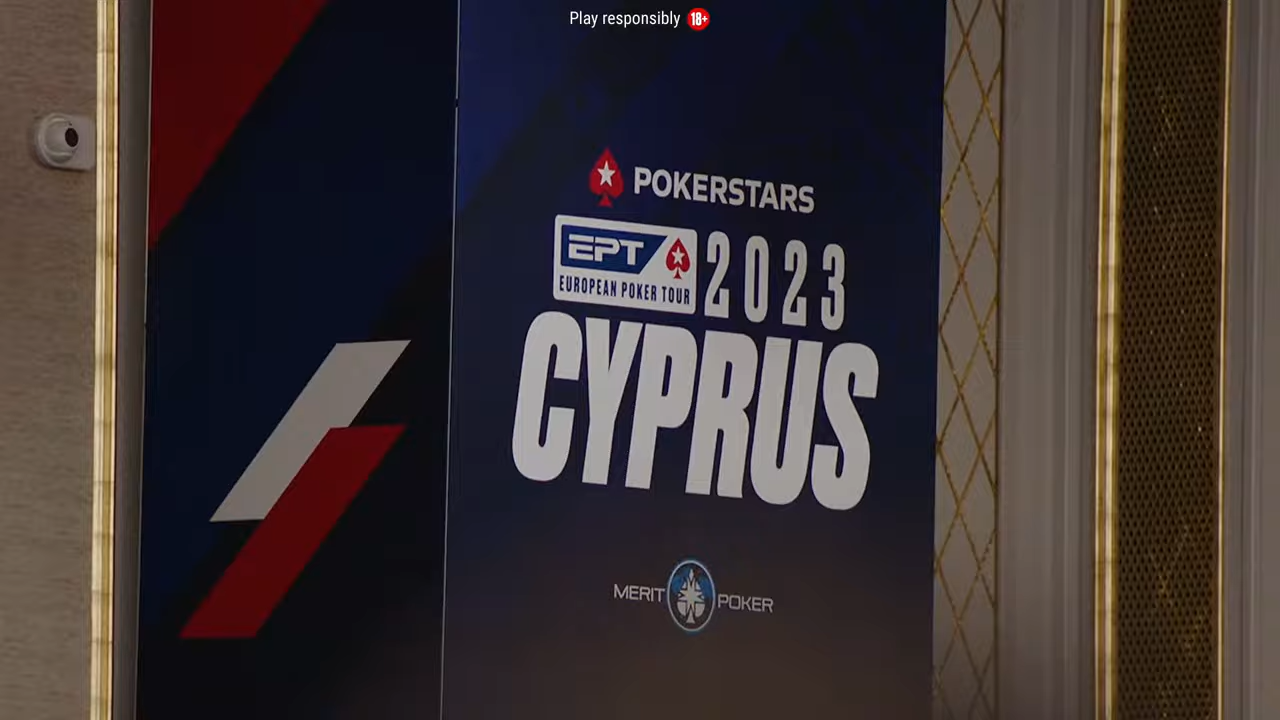 Play responsibly 18+
POKERSTARS
EPT 2023
EUROPEAN POKER TOUR
CYPRUS
MERIT POKER